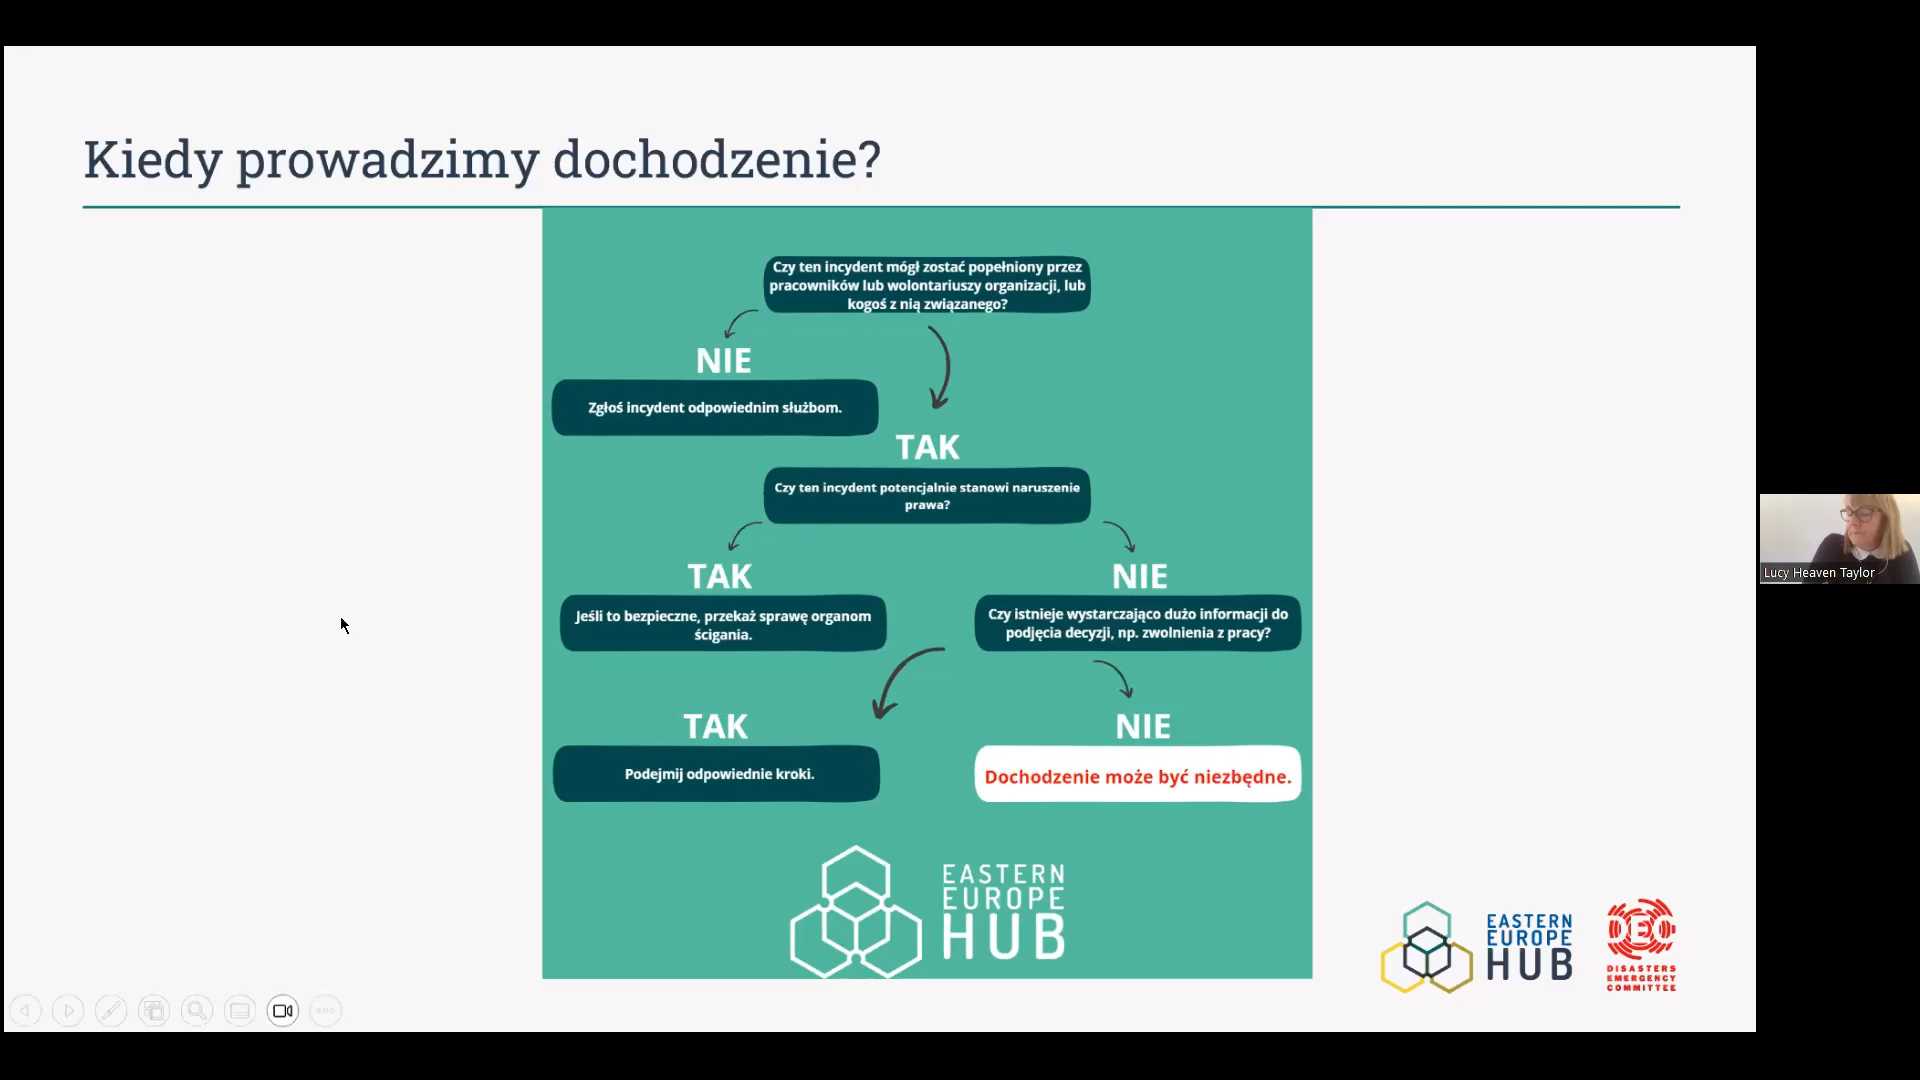 Kiedy prowadzimy dochodzenie?
Czy ten incydent mógł zostać popełniony przez
pracowników lub wolontariuszy organizacji, lub
kogoś z nią związanego?
NIE
Zgłoś incydent odpowiednim służbom.
TAK
Czy ten incydent potencjalnie stanowi naruszenie
prawa?
TAK
NIE
Jeśli to bezpieczne, przekaż sprawę organom
ścigania.
Czy istnieje wystarczająco dużo informacji do
podjęcia decyzji, np. zwolnienia z pracy?
TAK
NIE
Podejmij odpowiednie kroki.
Dochodzenie może być niezbędne.
EASTERN
EUROPE
HUB
EASTERN
EUROPE
HUB
DEC
DISASTERS
EMERGENCY
COMMITTEE
Lucy Heaven Taylor